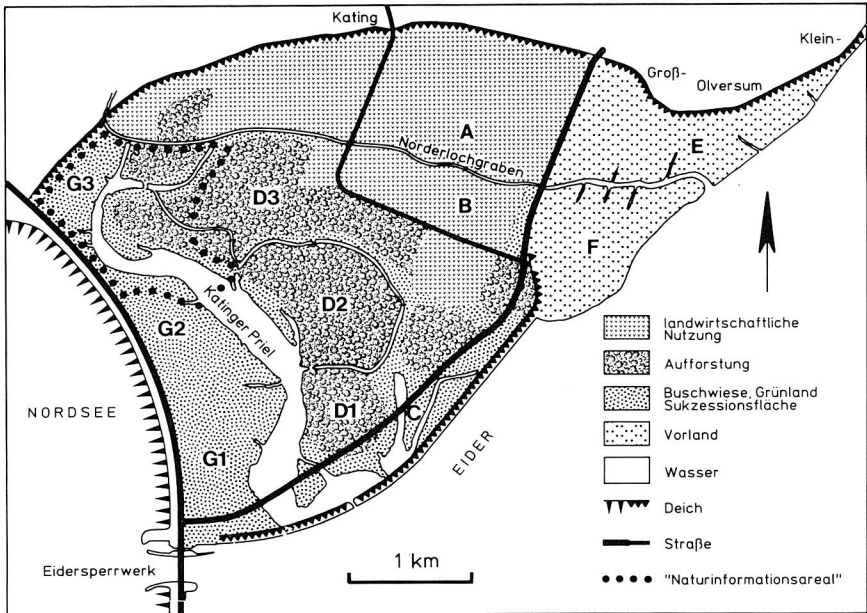 Kating
Klein-
Groß-
Olversum
A
Norderlochgraben
E
G3
D3
B
F
D2
Katinger Priel
G2
NORDSEE
D1
C
G1
EIDER
Eidersperrwerk
1 km
landwirtschaftliche
Nutzung
Aufforstung
Buschwiese, Grünland
Sukzessionsfläche
Vorland
Wasser
Deich
Straße
"Naturinformationsareal"